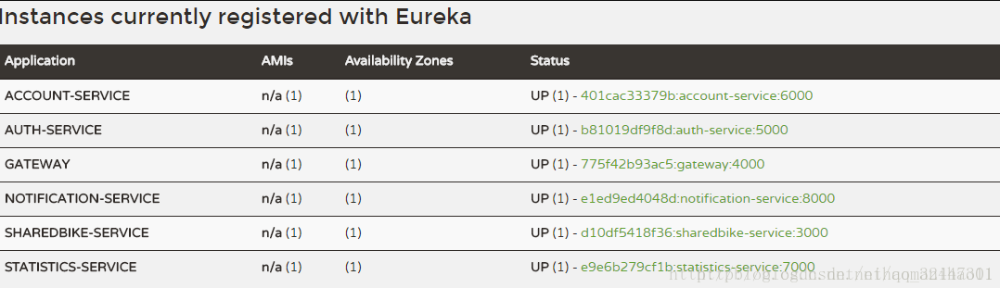 Instances currently registered with Eureka
Application AMIs Availability Zones Status
ACCOUNT-SERVICE n/a (1) (1) UP (1) - 401cac33379b:account-service:6000
AUTH-SERVICE n/a (1) (1) UP (1) - b81019df9f8d:auth-service:5000
GATEWAY n/a (1) (1) UP (1) - 775f42b93ac5:gateway:4000
NOTIFICATION-SERVICE n/a (1) (1) UP (1) - e1ed9ed4048d:notification-service:8000
SHAREDBIKE-SERVICE n/a (1) (1) UP (1) - d10df5418f36:sharedbike-service:3000
STATISTICS-SERVICE n/a (1) (1) UP (1) - e9e6b279cf1b:statistics-service:7000